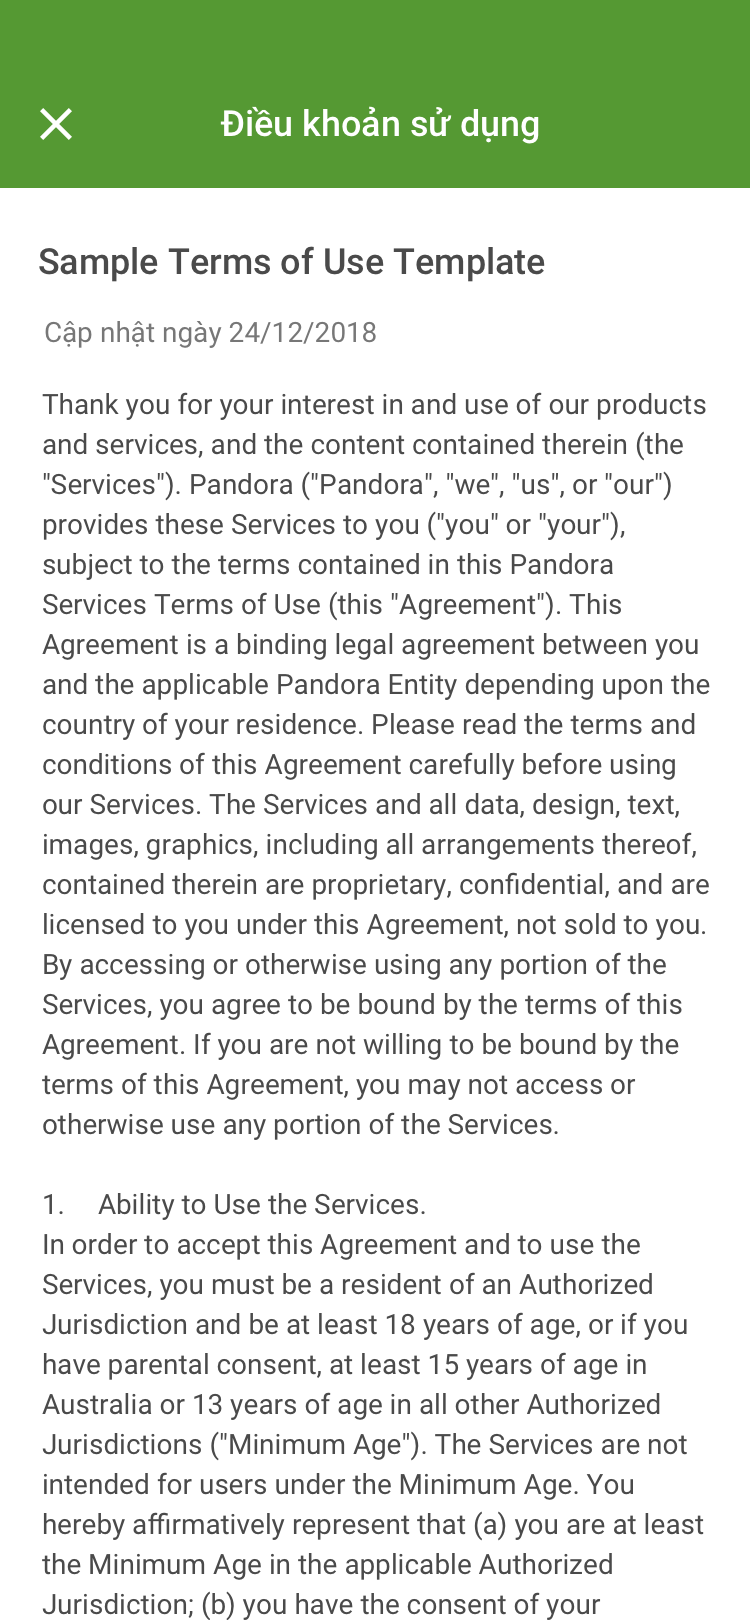 Điều khoản sử dụng
Sample Terms of Use Template
Cập nhật ngày 24/12/2018
Thank you for your interest in and use of our products
and services, and the content contained therein (the
"Services"). Pandora ("Pandora", "we", "us", or "our")
provides these Services to you ("you" or "your"),
subject to the terms contained in this Pandora
Services Terms of Use (this "Agreement"). This
Agreement is a binding legal agreement between you
and the applicable Pandora Entity depending upon the
country of your residence. Please read the terms and
conditions of this Agreement carefully before using
our Services. The Services and all data, design, text,
images, graphics, including all arrangements thereof,
contained therein are proprietary, confidential, and are
licensed to you under this Agreement, not sold to you.
By accessing or otherwise using any portion of the
Services, you agree to be bound by the terms of this
Agreement. If you are not willing to be bound by the
terms of this Agreement, you may not access or
otherwise use any portion of the Services.
1. Ability to Use the Services.
In order to accept this Agreement and to use the
Services, you must be a resident of an Authorized
Jurisdiction and be at least 18 years of age, or if you
have parental consent, at least 15 years of age in
Australia or 13 years of age in all other Authorized
Jurisdictions ("Minimum Age"). The Services are not
intended for users under the Minimum Age. You
hereby affirmatively represent that (a) you are at least
the Minimum Age in the applicable Authorized
Jurisdiction; (b) you have the consent of your